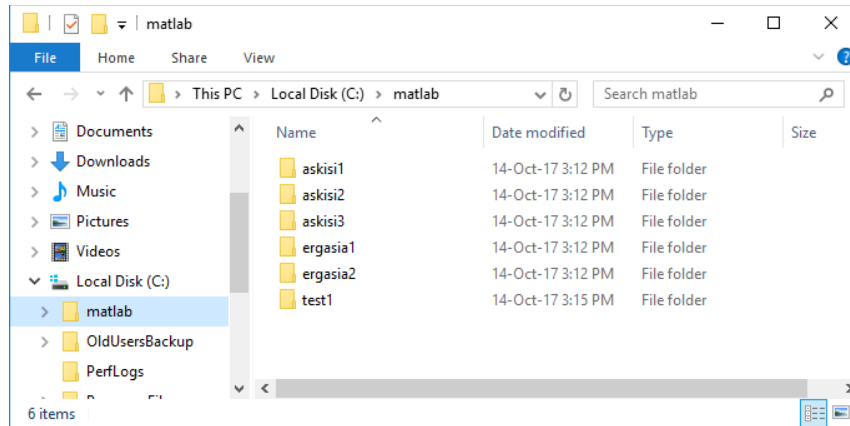 matlab
File Home Share View
This PC Local Disk (C:) matlab Search matlab
Name Date modified Type Size
Documents
Downloads
Music
Pictures
Videos
Local Disk (C:)
matlab
OldUsersBackup
PerfLogs
askisi1 14-Oct-17 3:12 PM File folder
askisi2 14-Oct-17 3:12 PM File folder
askisi3 14-Oct-17 3:12 PM File folder
ergasia1 14-Oct-17 3:12 PM File folder
ergasia2 14-Oct-17 3:12 PM File folder
test1 14-Oct-17 3:15 PM File folder
6 items